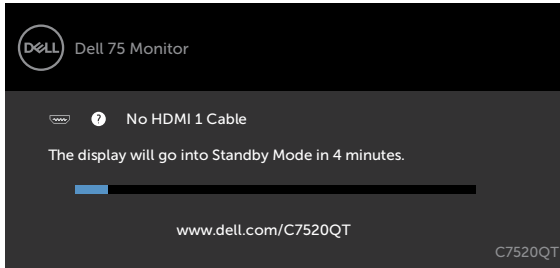 DELL Dell 75 Monitor
? No HDMI 1 Cable
The display will go into Standby Mode in 4 minutes.
www.dell.com/C7520QT
C7520QT